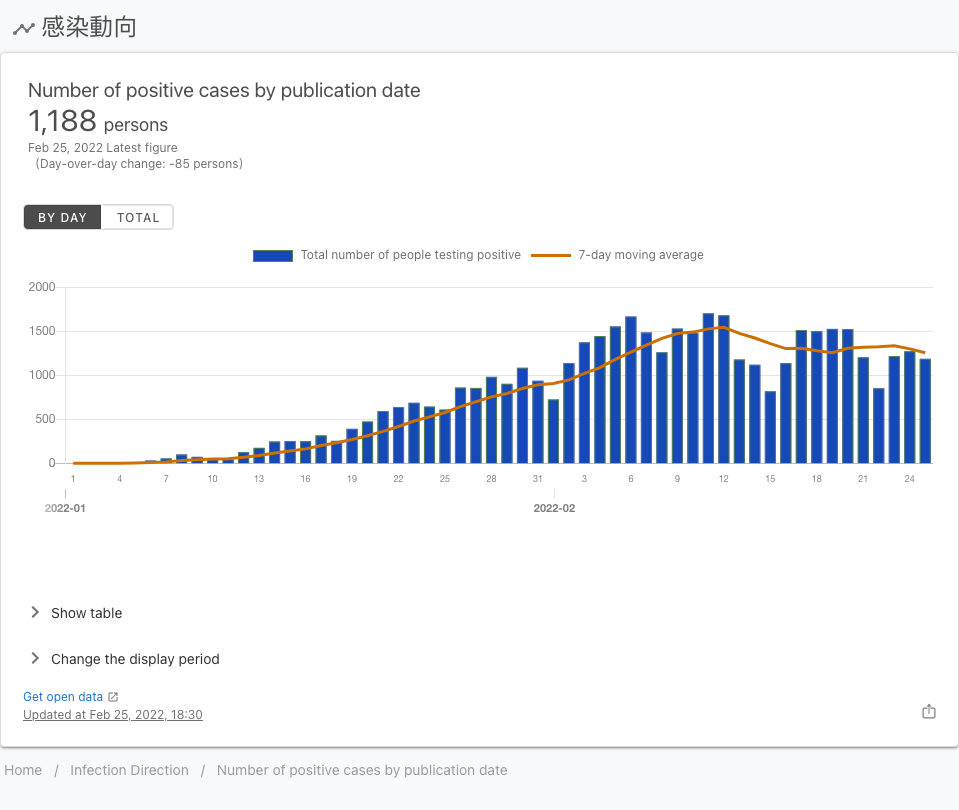 感染動向
Number of positive cases by publication date
1,188 persons
Feb 25, 2022 Latest figure
(Day-over-day change: -85 persons)
BY DAY TOTAL
Total number of people testing positive 7-day moving average
2000
1500
1000
500
0
1 4 7 10 13 16 19 22 25 28 31 3 6 9 12 15 18 21 24
2022-01 2022-02
Show table
Change the display period
Get open data
Updated at Feb 25, 2022, 18:30
Home / Infection Direction / Number of positive cases by publication date